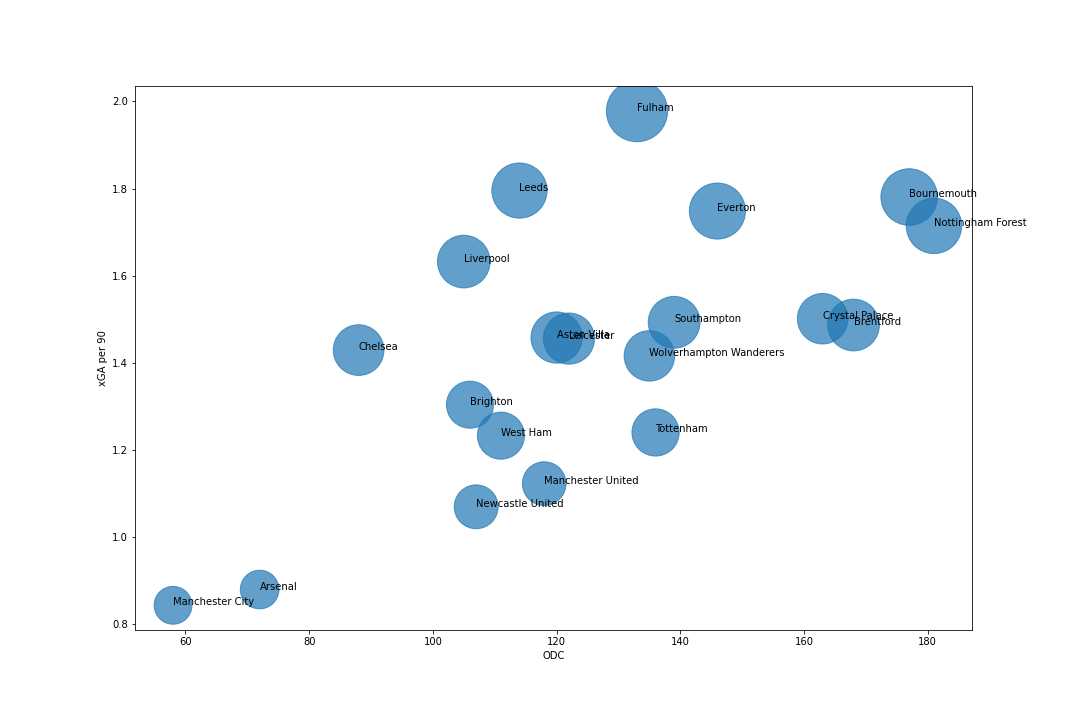 2.0
Fulham
1.8
Leeds
Bournemouth
Everton
Nottingham Forest
1.6
Liverpool
Crystal Palace
Southampton
Brentford
Aston Villa
Leicester
1.4
Chelsea
Wolverhampton Wanderers
xGA per 90
Brighton
West Ham
Tottenham
1.2
Manchester United
Newcastle United
1.0
Arsenal
Manchester City
0.8
60 80 100 120 140 160 180
ODC